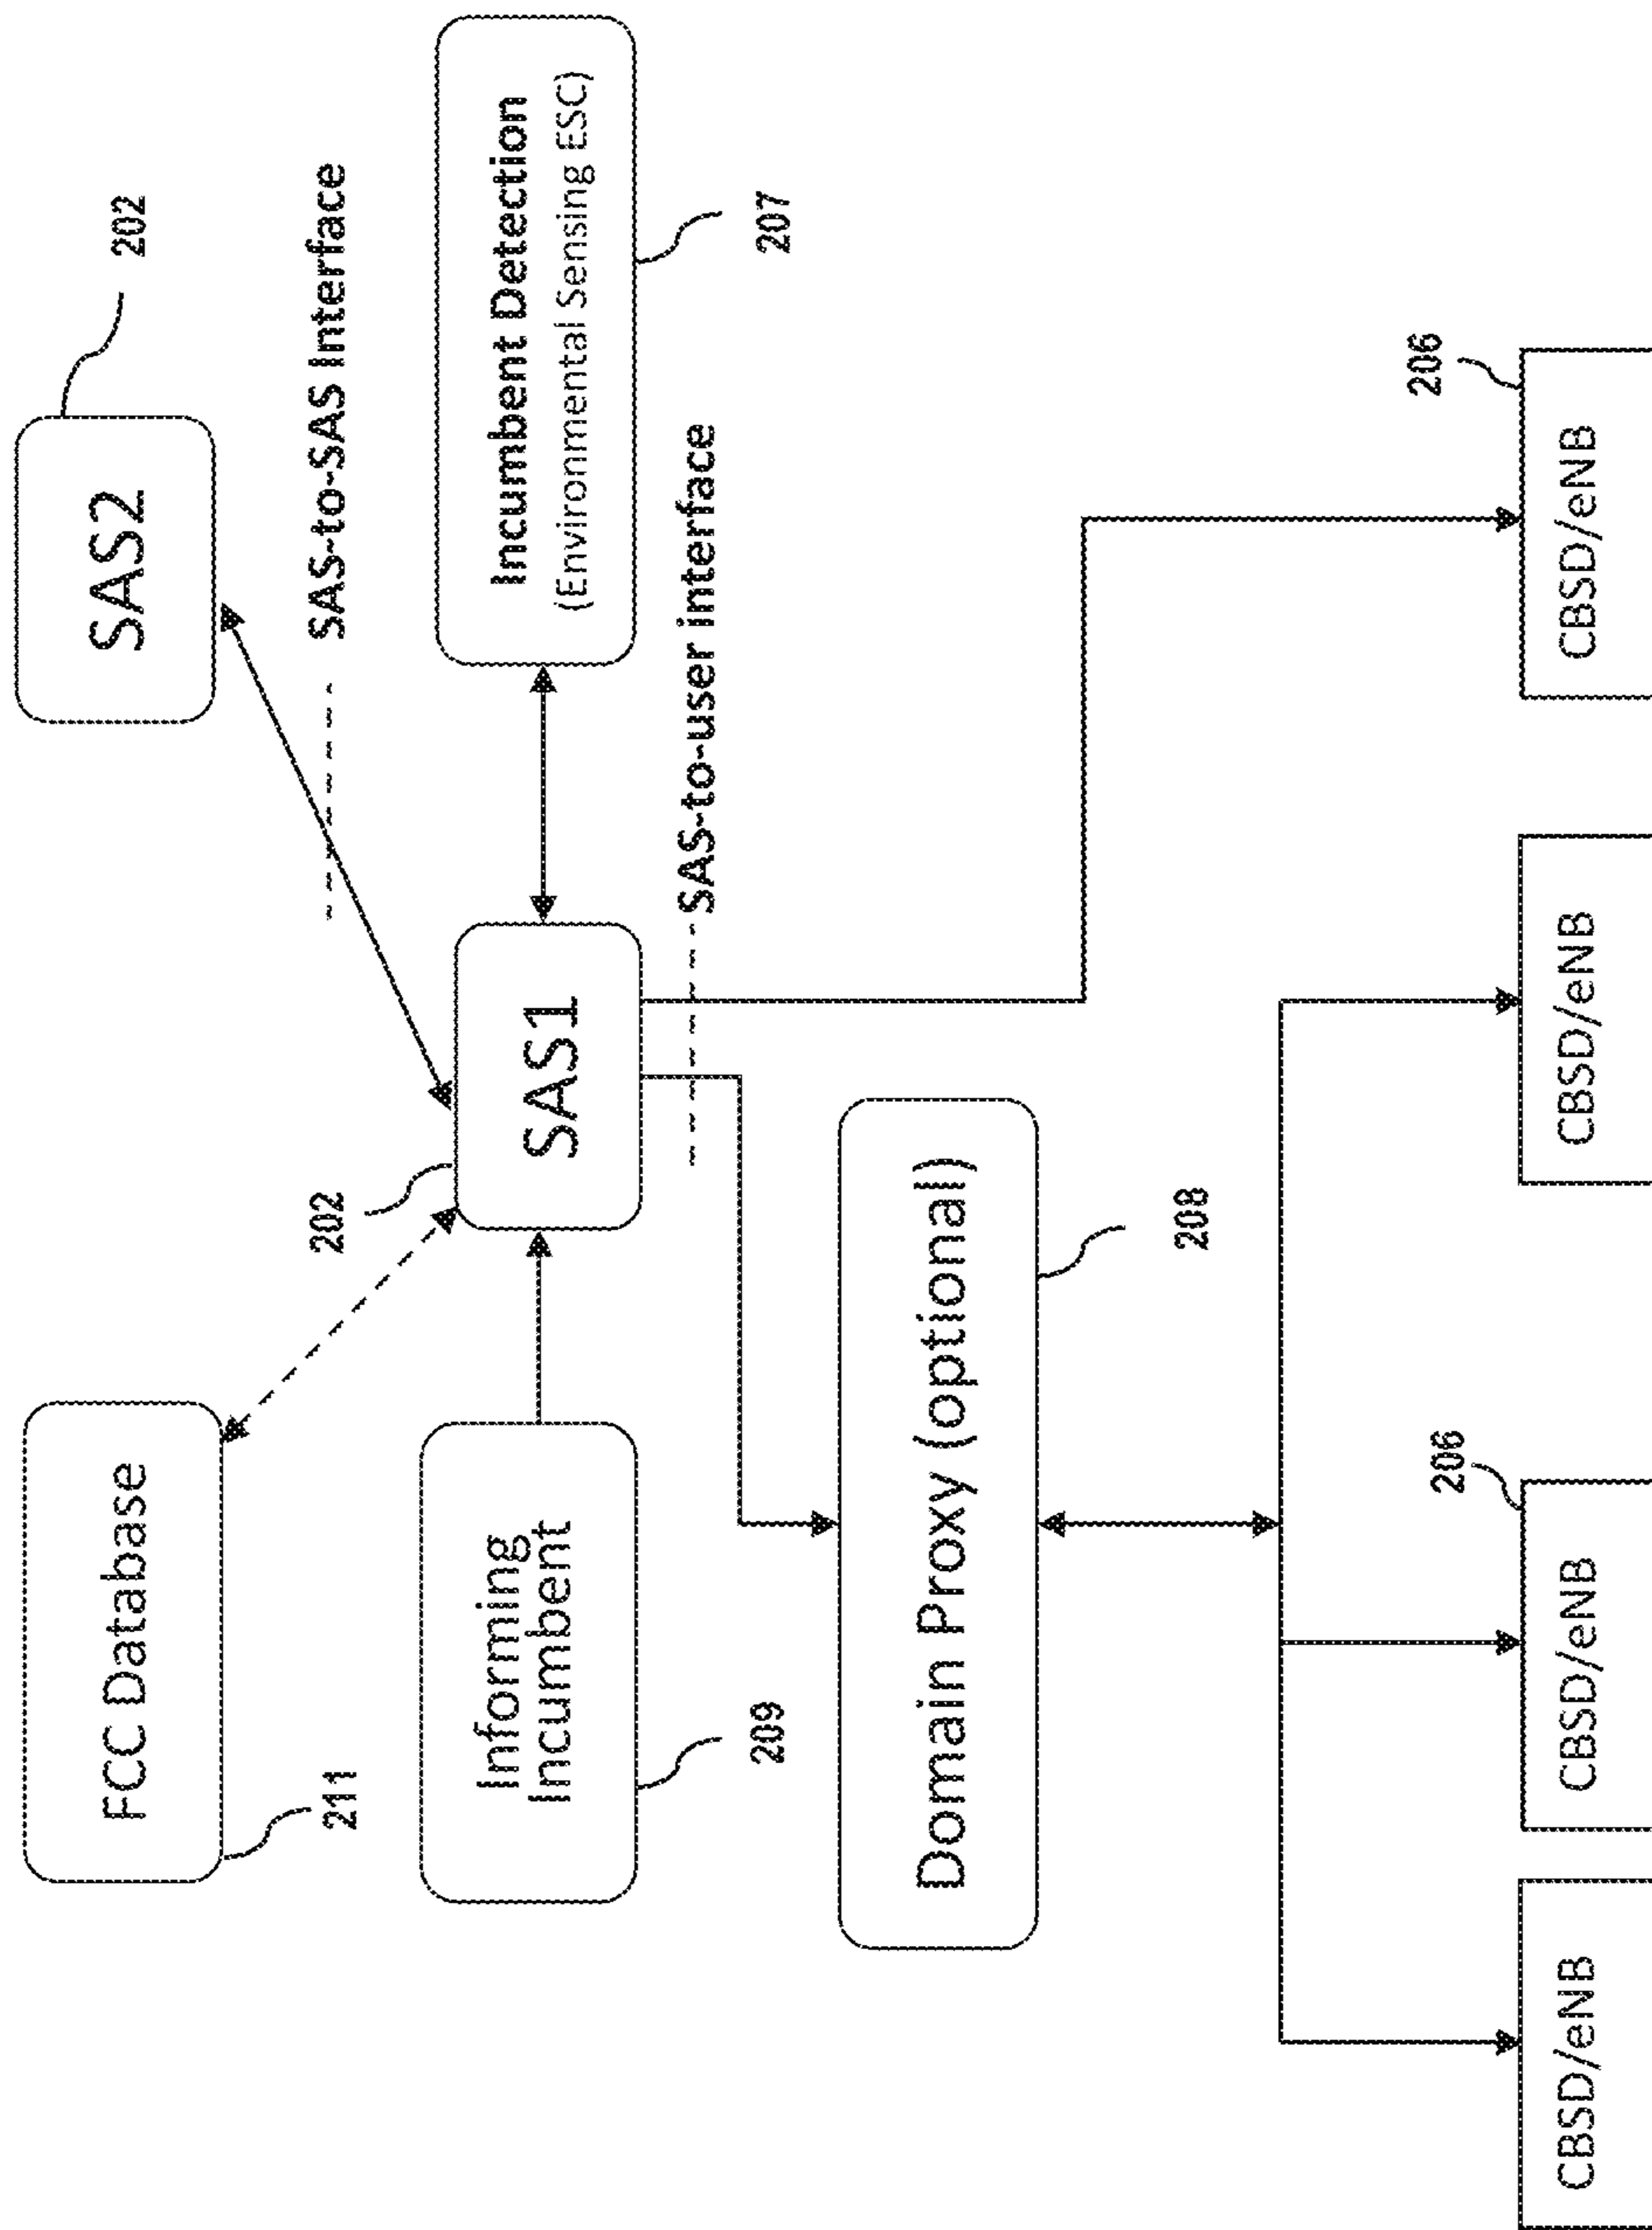 FCC Database
211
SAS2
202
SAS-to-SAS Interface
Informing
Incumbent
209
202
SAS1
Incumbent Detection
(Environmental Sensing ESC)
207
SAS-to-user interface
Domain Proxy (optional)
208
CBSD/eNB
CBSD/eNB
206
CBSD/eNB
CBSD/eNB
206